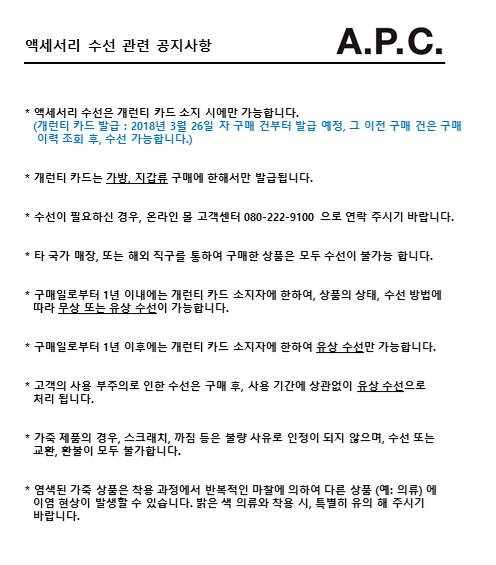 액세서리 수선 관련 공지사항
A.P.C.
* 액세서리 수선은 개런티 카드 소지 시에만 가능합니다.
(개런티 카드 발급 : 2018년 3월 26일 자 구매 건부터 발급 예정, 그 이전 구매 건은 구매
이력 조회 후, 수선 가능합니다.)
* 개런티 카드는 가방, 지갑류 구매에 한해서만 발급됩니다.
* 수선이 필요하신 경우, 온라인 몰 고객센터 080-222-9100 으로 연락 주시기 바랍니다.
* 타 국가 매장, 또는 해외 직구를 통하여 구매한 상품은 모두 수선이 불가능 합니다.
* 구매일로부터 1년 이내에는 개런티 카드 소지자에 한하여, 상품의 상태, 수선 방법에
따라 무상 또는 유상 수선이 가능합니다.
* 구매일로부터 1년 이후에는 개런티 카드 소지자에 한하여 유상 수선만 가능합니다.
* 고객의 사용 부주의로 인한 수선은 구매 후, 사용 기간에 상관없이 유상 수선으로
처리 됩니다.
* 가죽 제품의 경우, 스크래치, 까짐 등은 불량 사유로 인정이 되지 않으며, 수선 또는
교환, 환불이 모두 불가합니다.
* 염색된 가죽 상품은 착용 과정에서 반복적인 마찰에 의하여 다른 상품 (예: 의류) 에
이염 현상이 발생할 수 있습니다. 밝은 색 의류와 착용 시, 특별히 유의 해 주시기
바랍니다.